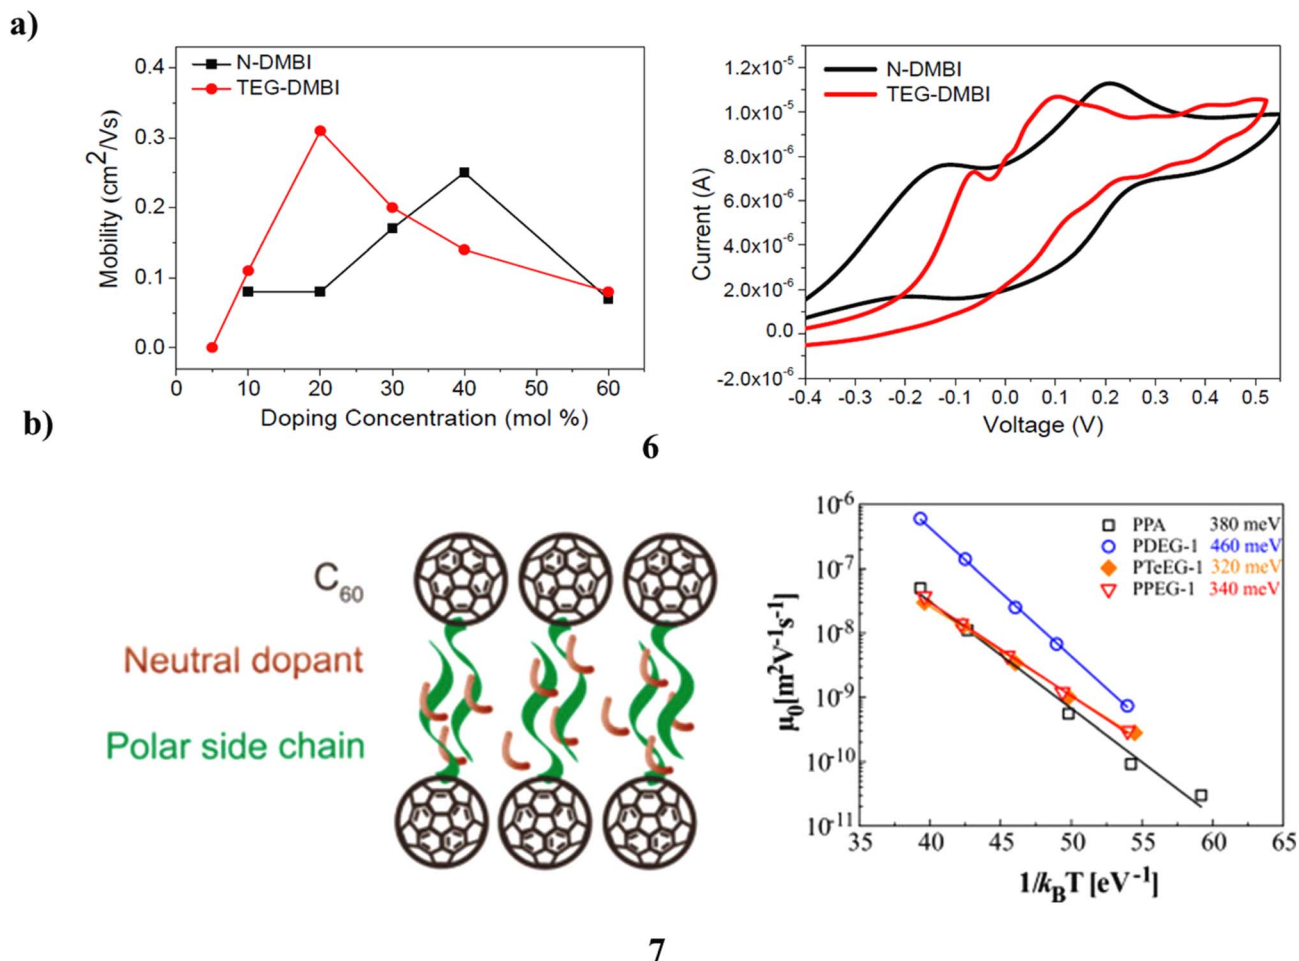 a)
N-DMBI
TEG-DMBI
Mobility (cm²/Vs)
0.4
0.3
0.2
0.1
0.0
0 10 20 30 40 50 60
Doping Concentration (mol %)
N-DMBI
TEG-DMBI
Current (A)
1.2x10⁻⁵
1.0x10⁻⁵
8.0x10⁻⁶
6.0x10⁻⁶
4.0x10⁻⁶
2.0x10⁻⁶
0.0
-2.0x10⁻⁶
-0.4 -0.3 -0.2 -0.1 0.0 0.1 0.2 0.3 0.4 0.5
Voltage (V)
6
b)
C₆₀
Neutral dopant
Polar side chain
PPA 380 meV
PDEG-1 460 meV
PTeEG-1 320 meV
PPEG-1 340 meV
μ₀[m²V⁻¹s⁻¹]
10⁻⁶
10⁻⁷
10⁻⁸
10⁻⁹
10⁻¹⁰
10⁻¹¹
35 40 45 50 55 60 65
1/k_BT [eV⁻¹]
7